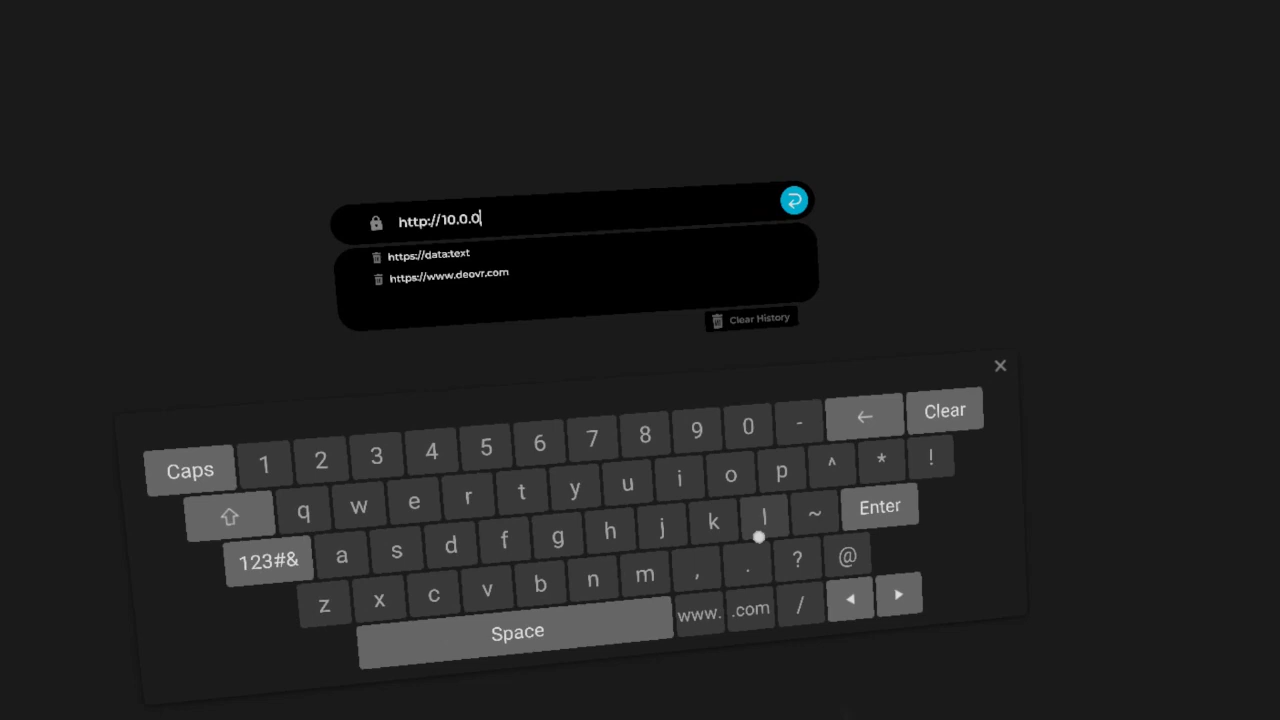 http://10.0.0
https://data:text
https://www.deovr.com
Clear History
Caps 1 2 3 4 5 6 7 8 9 0 - ← Clear
q w e r t y u i o p ^ * !
123#& a s d f g h j k l ~ Enter
z x c v b n m , . ? @
Space www. .com /